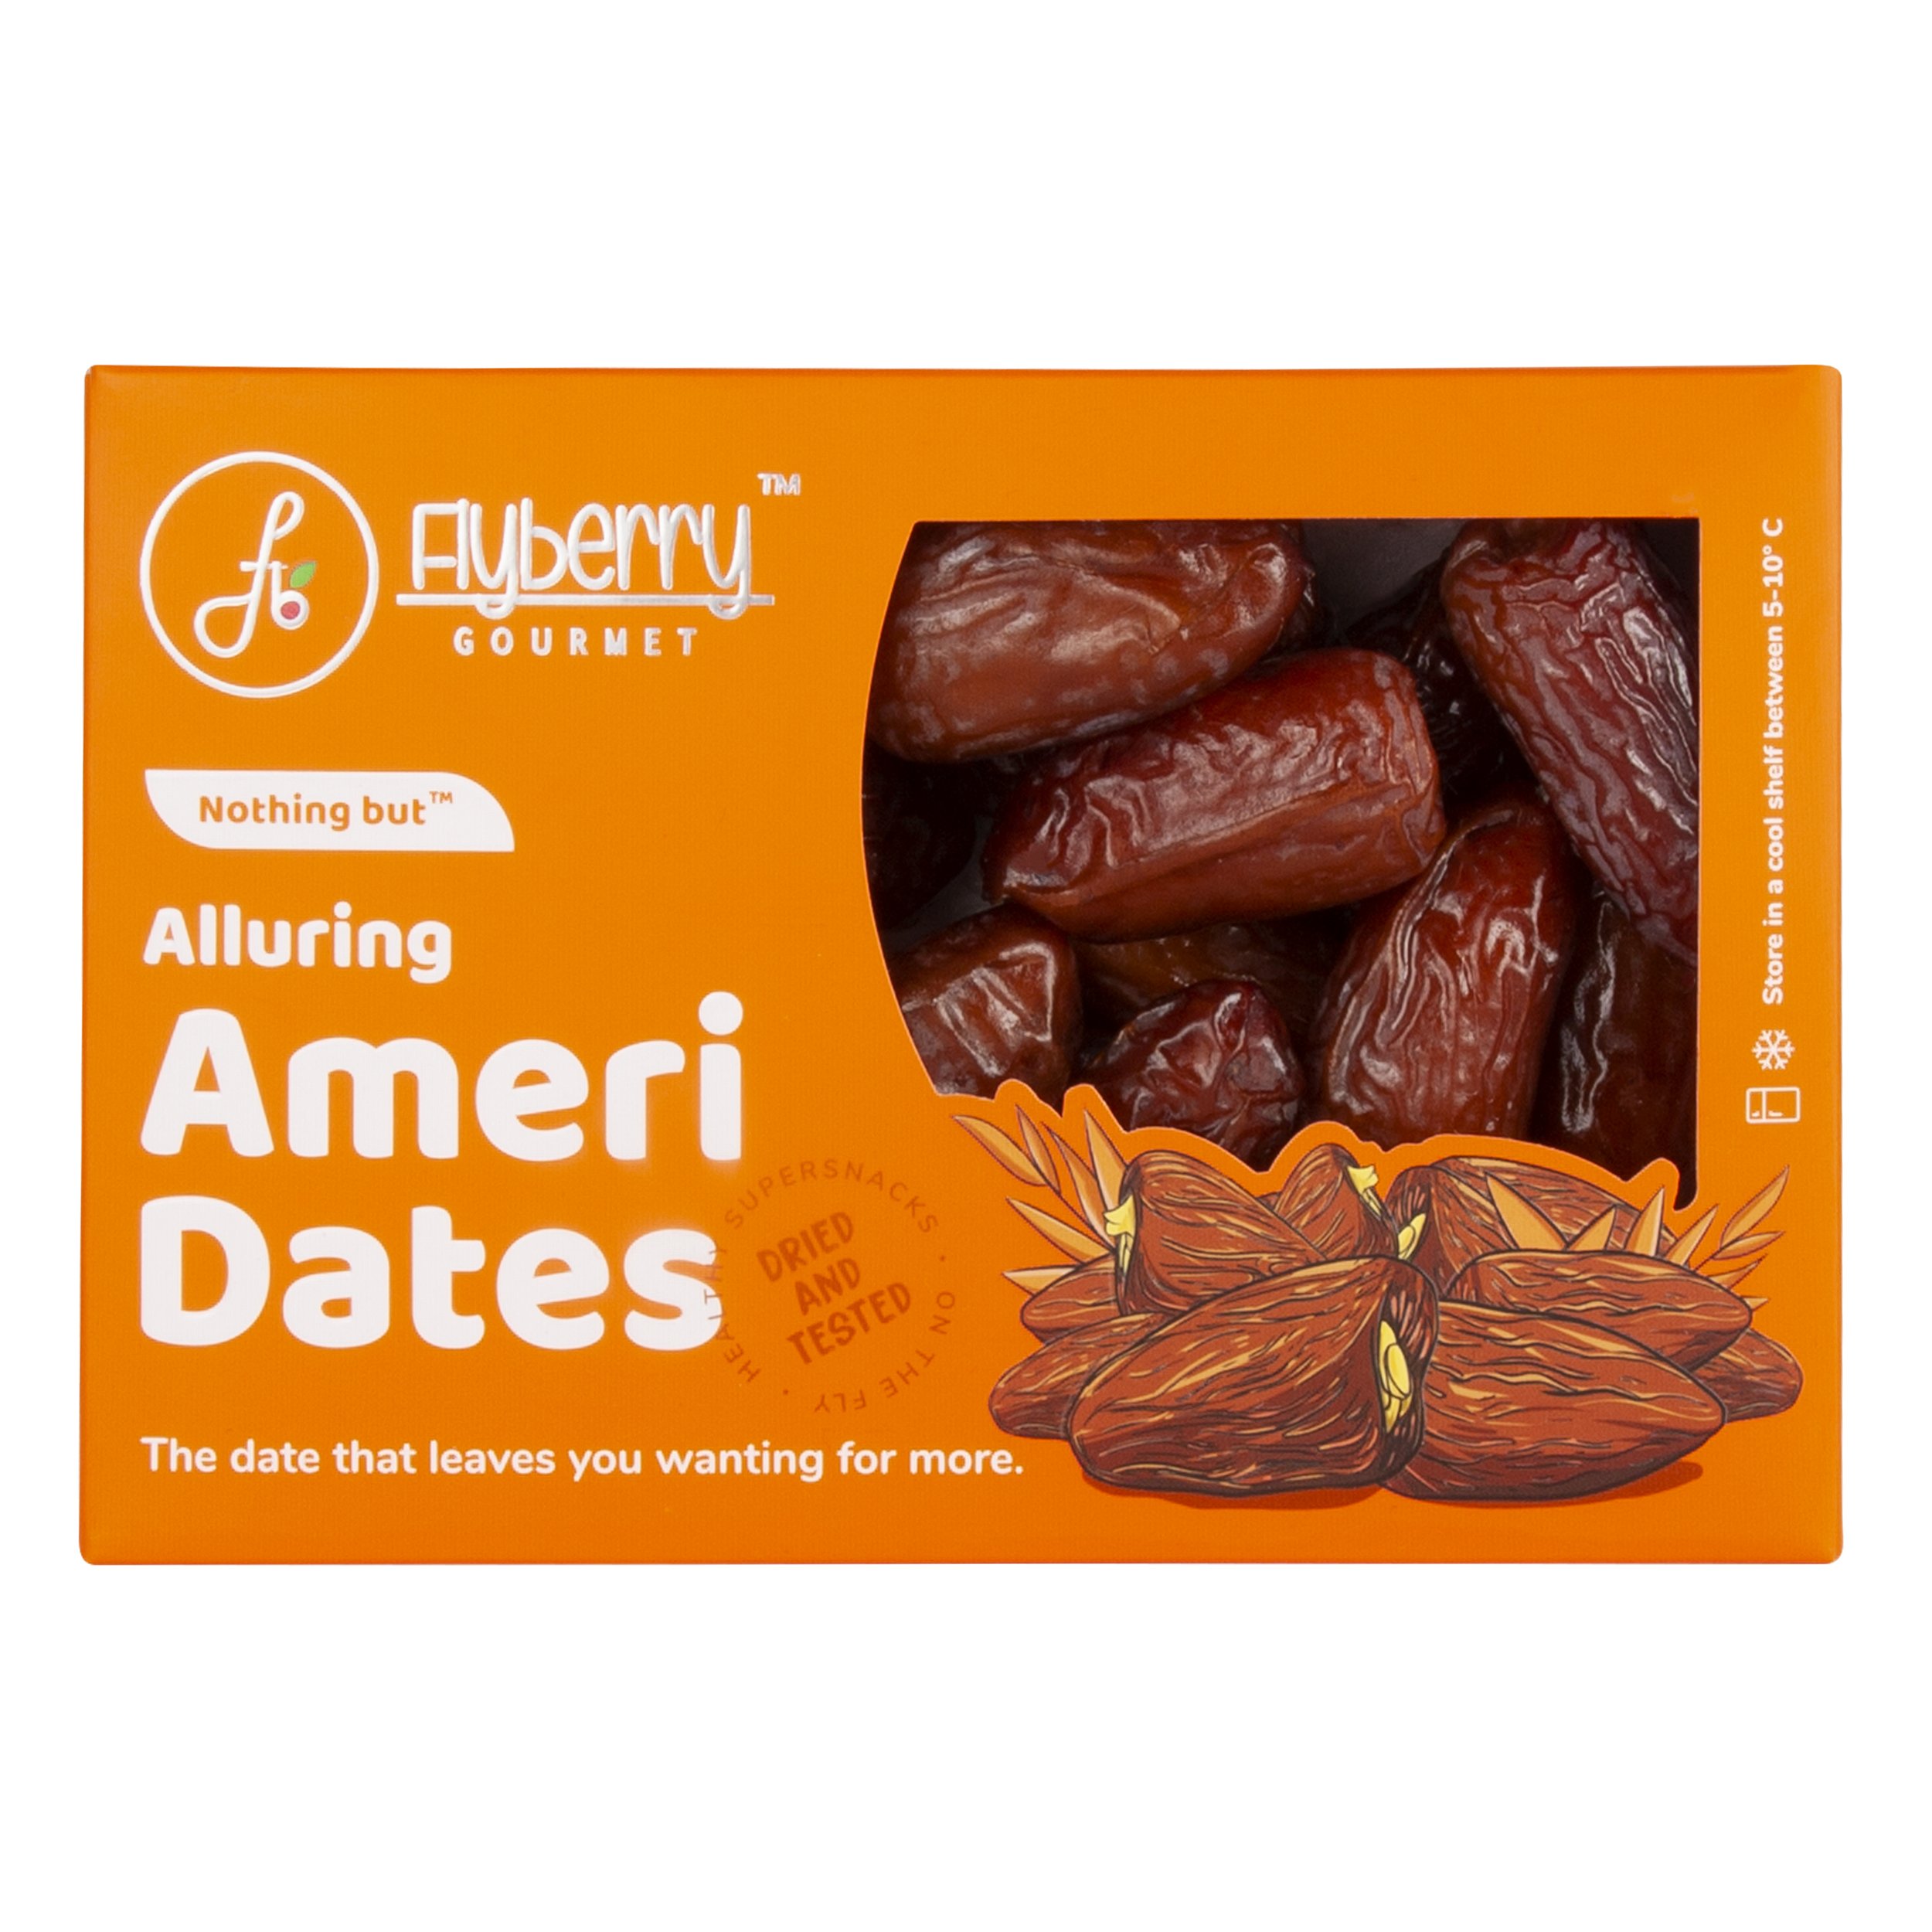 Flyberry™
GOURMET
Nothing but™
Alluring
Ameri
Dates
HEALTHY SUPERSNACKS • ON THE FLY •
DRIED
AND
TESTED
The date that leaves you wanting for more.
Store in a cool shelf between 5-10° C